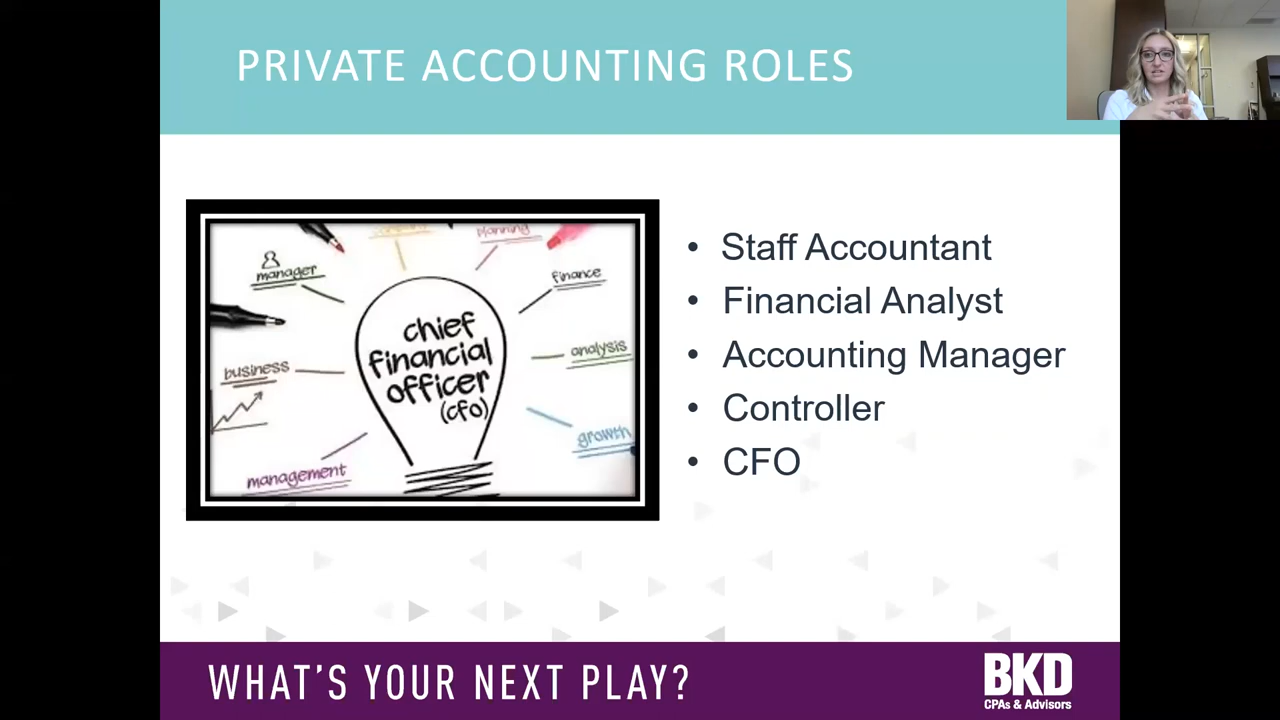 PRIVATE ACCOUNTING ROLES
planning
manager
finance
chief
financial
officer
(cfo)
analysis
business
growth
management
• Staff Accountant
• Financial Analyst
• Accounting Manager
• Controller
• CFO
WHAT'S YOUR NEXT PLAY?
BKD
CPAs & Advisors